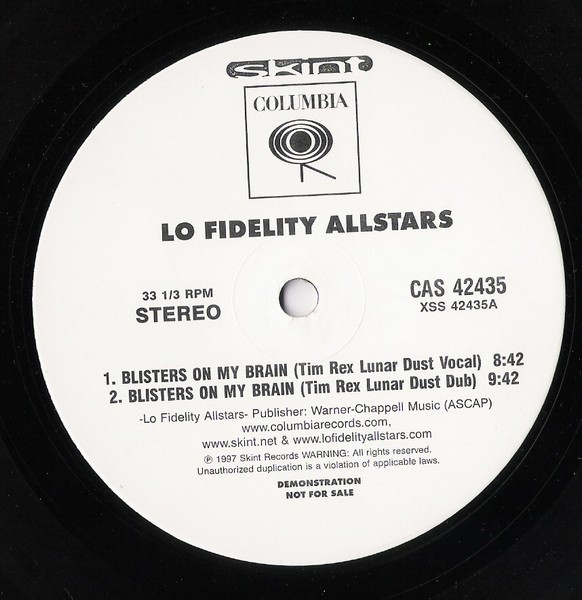 Skint
COLUMBIA
LO FIDELITY ALLSTARS
33 1/3 RPM
STEREO
CAS 42435
XSS 42435A
1. BLISTERS ON MY BRAIN (Tim Rex Lunar Dust Vocal) 8:42
2. BLISTERS ON MY BRAIN (Tim Rex Lunar Dust Dub) 9:42
-Lo Fidelity Allstars- Publisher: Warner-Chappell Music (ASCAP)
www.columbiarecords.com,
www.skint.net & www.lofidelityallstars.com
℗ 1997 Skint Records WARNING: All rights reserved.
Unauthorized duplication is a violation of applicable laws.
DEMONSTRATION
NOT FOR SALE